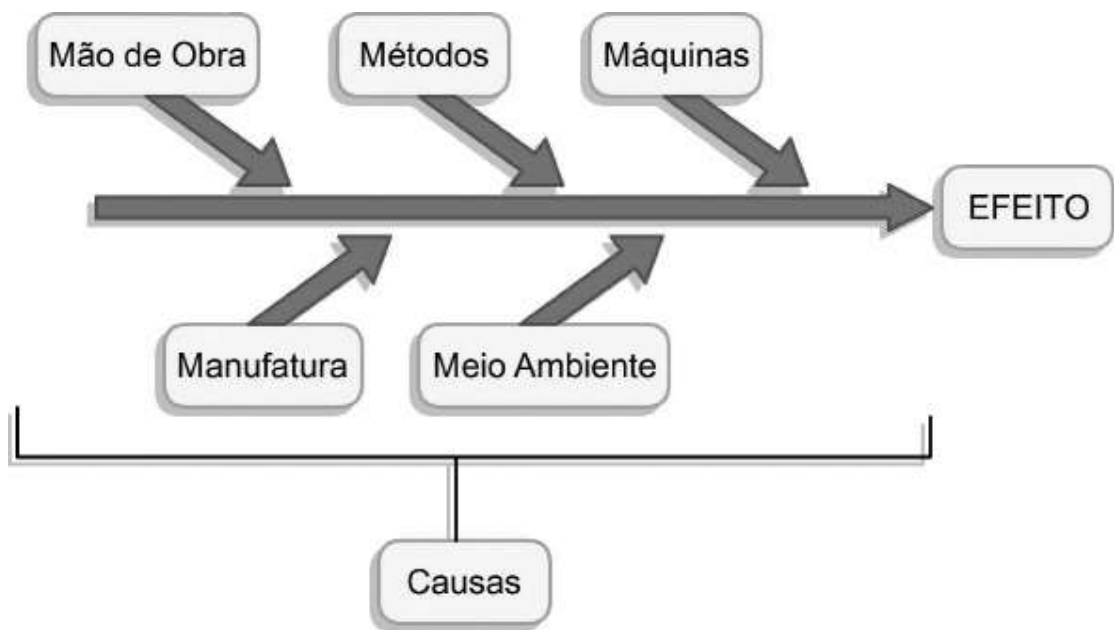 Mão de Obra
Métodos
Máquinas
EFEITO
Manufatura
Meio Ambiente
Causas